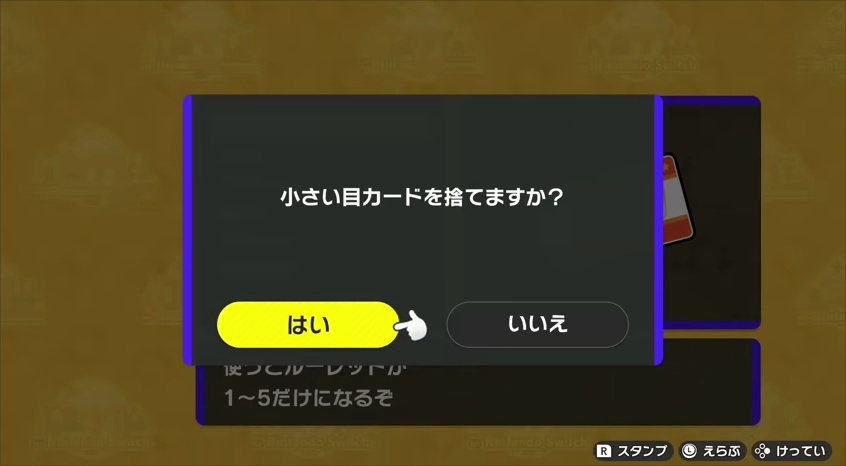 小さい目カードを捨てますか？
はい
いいえ
使うとルーレットが
1～5だけになるぞ
R スタンプ
L えらぶ
けってい